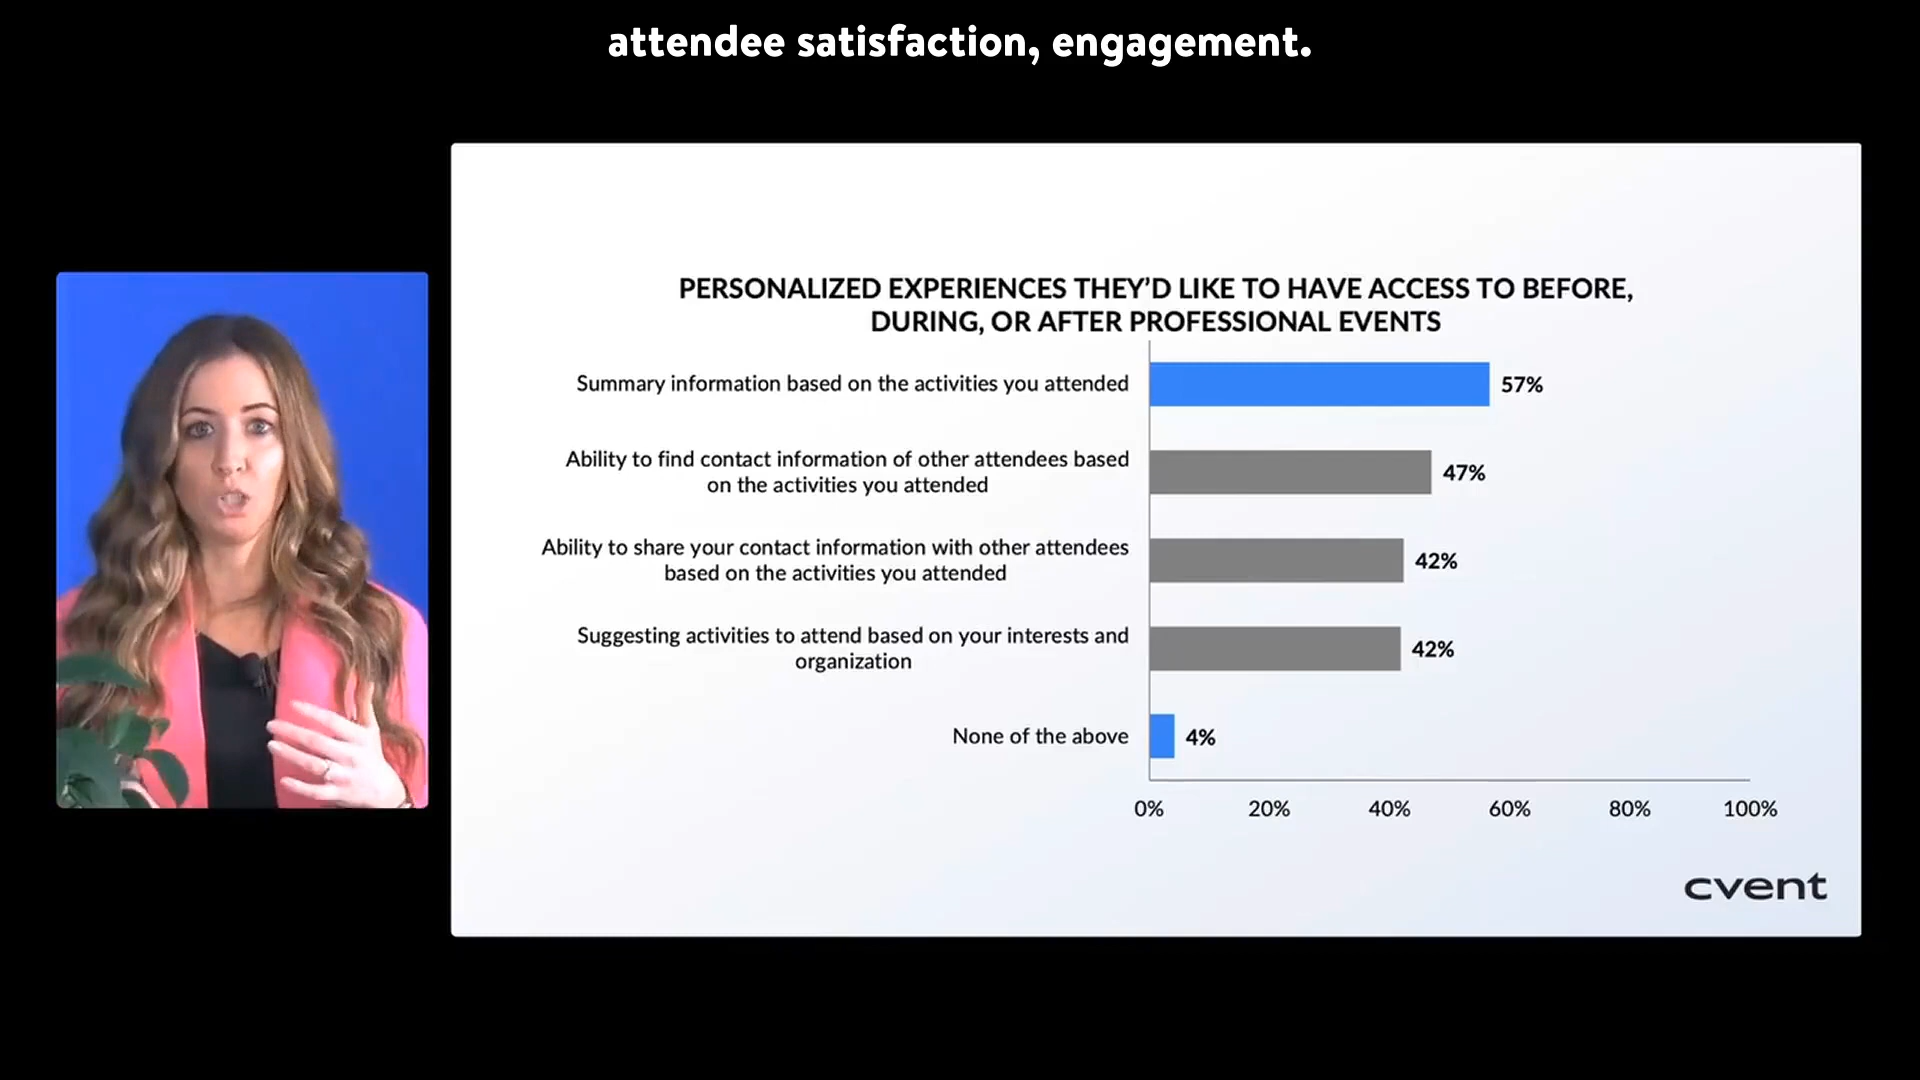 attendee satisfaction, engagement.
PERSONALIZED EXPERIENCES THEY’D LIKE TO HAVE ACCESS TO BEFORE,
DURING, OR AFTER PROFESSIONAL EVENTS
Summary information based on the activities you attended
57%
Ability to find contact information of other attendees based
on the activities you attended
47%
Ability to share your contact information with other attendees
based on the activities you attended
42%
Suggesting activities to attend based on your interests and
organization
42%
None of the above
4%
0% 20% 40% 60% 80% 100%
cvent